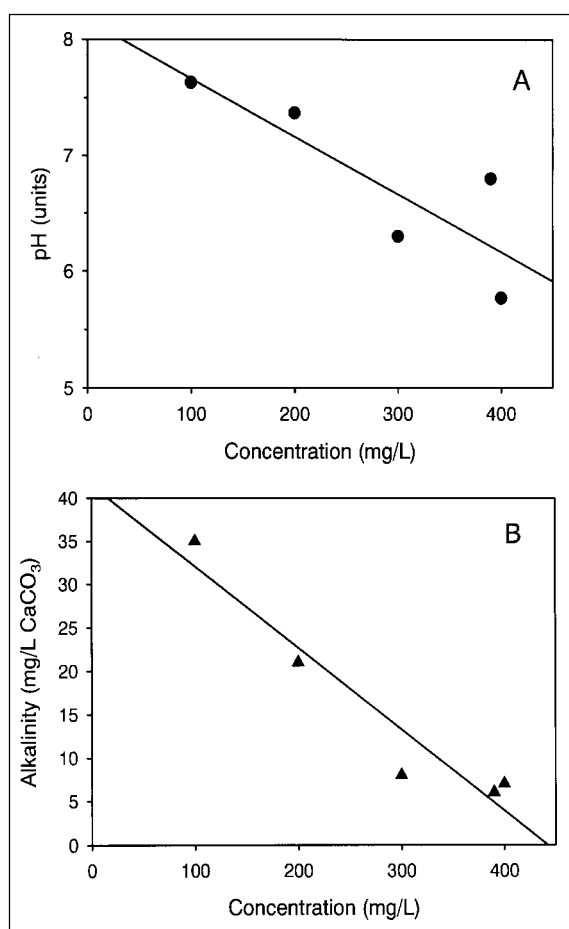 A
8
7
6
5
pH (units)
0 100 200 300 400
Concentration (mg/L)
B
40
35
30
25
20
15
10
5
0
Alkalinity (mg/L CaCO₃)
0 100 200 300 400
Concentration (mg/L)